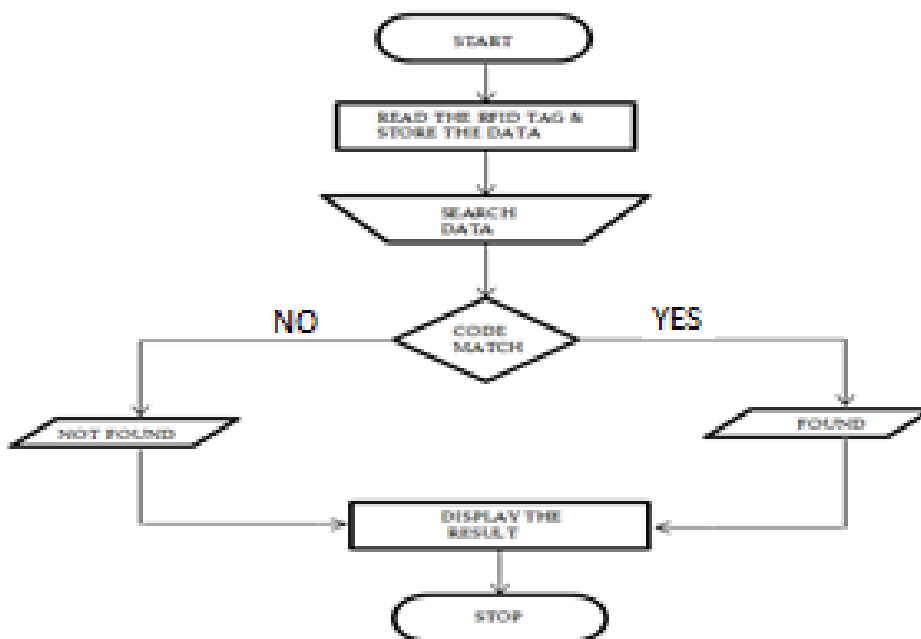 START
READ THE RFID TAG &
STORE THE DATA
SEARCH
DATA
NO
YES
CODE
MATCH
NOT FOUND
FOUND
DISPLAY THE
RESULT
STOP